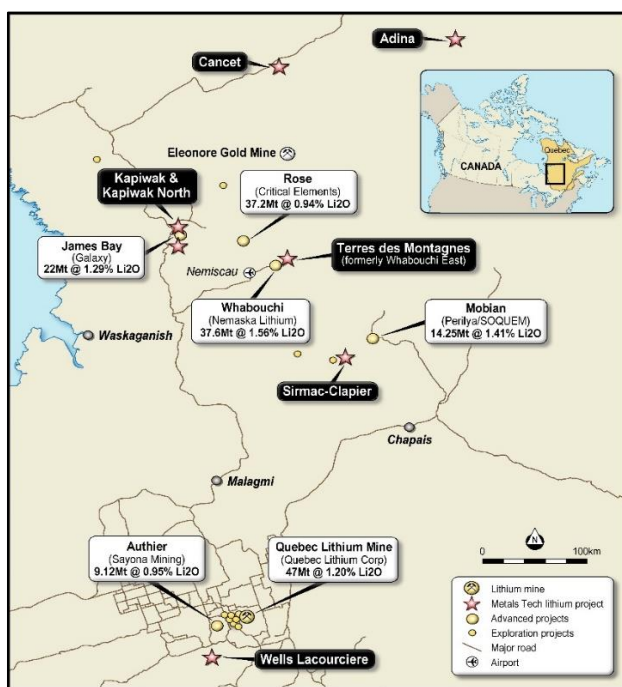 Adina
Cancet
Quebec
CANADA
Eleonore Gold Mine
Kapiwak &
Kapiwak North
Rose
(Critical Elements)
37.2Mt @ 0.94% Li2O
James Bay
(Galaxy)
22Mt @ 1.29% Li2O
Terres des Montagnes
(formerly Whabouchi East)
Nemiscau
Whabouchi
(Nemaska Lithium)
37.6Mt @ 1.56% Li2O
Mobian
(Perilya/SOQUEM)
14.25Mt @ 1.41% Li2O
Waskaganish
Sirmac-Clapier
Chapais
Malagmi
Authier
(Sayona Mining)
9.12Mt @ 0.95% Li2O
Quebec Lithium Mine
(Quebec Lithium Corp)
47Mt @ 1.20% Li2O
Wells Lacourciere
N
0 100km
Lithium mine
Metals Tech lithium project
Advanced projects
Exploration projects
Major road
Airport